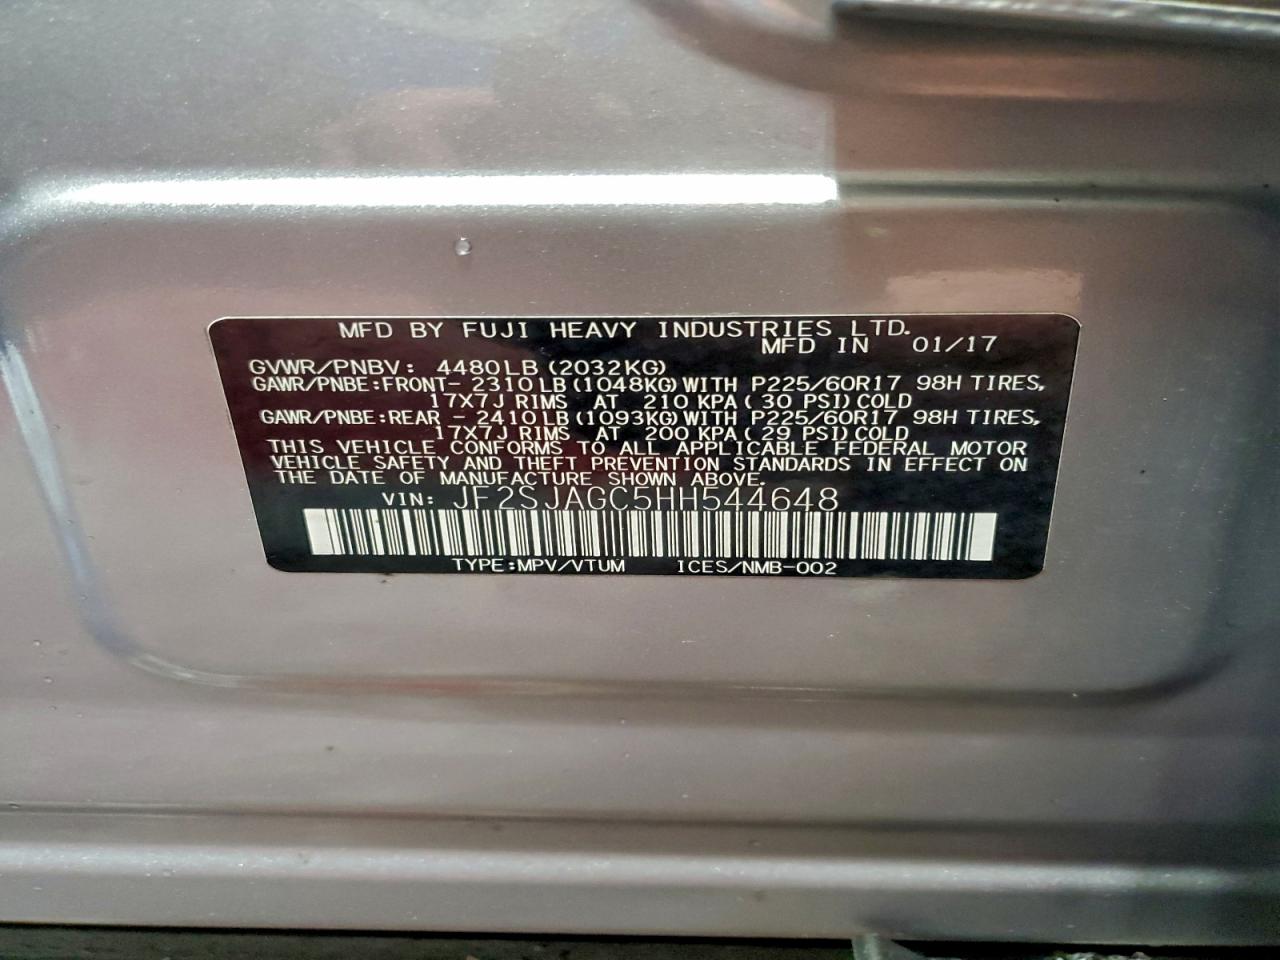 MFD BY FUJI HEAVY INDUSTRIES LTD.
MFD IN 01/17
GVWR/PNBV: 4480LB (2032KG)
GAWR/PNBE:FRONT- 2310LB(1048KG)WITH P225/60R17 98H TIRES,
17X7J RIMS AT 210 KPA(30 PSI)COLD
GAWR/PNBE:REAR - 2410LB(1093KG)WITH P225/60R17 98H TIRES,
17X7J RIMS AT 200 KPA(29 PSI)COLD
THIS VEHICLE CONFORMS TO ALL APPLICABLE FEDERAL MOTOR
VEHICLE SAFETY AND THEFT PREVENTION STANDARDS IN EFFECT ON
THE DATE OF MANUFACTURE SHOWN ABOVE.
VIN: JF2SJAGC5HH544648
TYPE:MPV/VTUM ICES/NMB-002